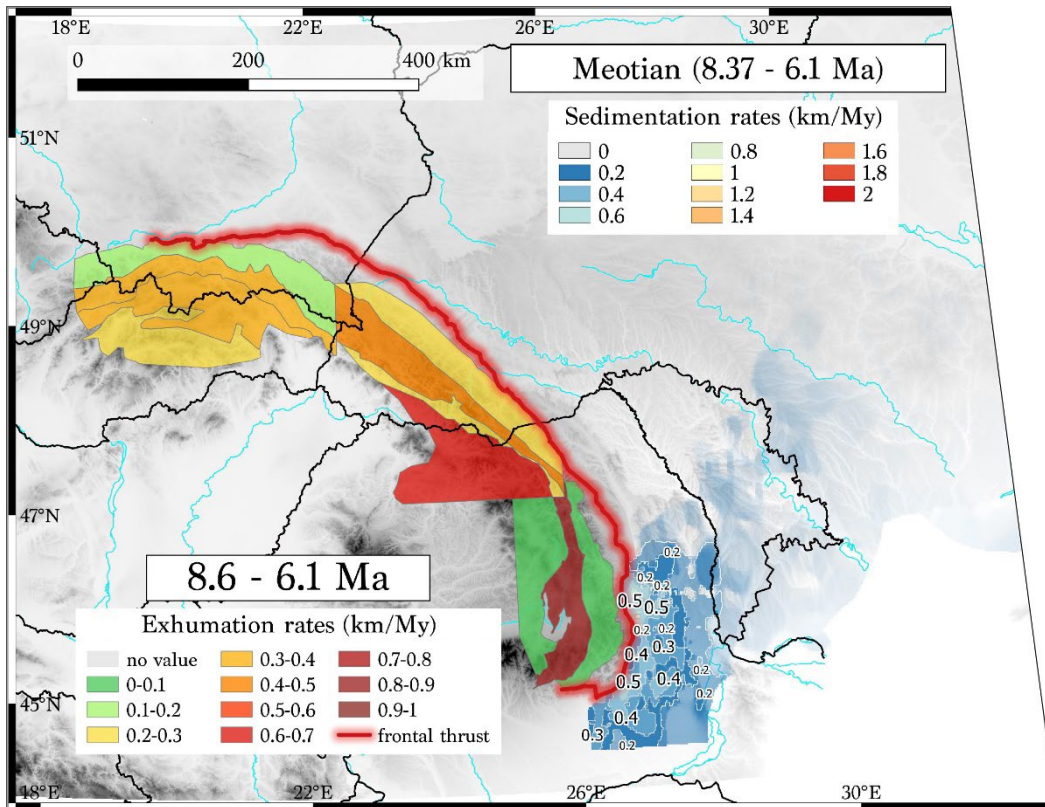 18°E 22°E 26°E 30°E
0 200 400 km
Meotian (8.37 - 6.1 Ma)
Sedimentation rates (km/My)
0 0.8 1.6
0.2 1 1.8
0.4 1.2 2
0.6 1.4
51°N
49°N
47°N
45°N
8.6 - 6.1 Ma
Exhumation rates (km/My)
no value 0.3-0.4 0.7-0.8
0-0.1 0.4-0.5 0.8-0.9
0.1-0.2 0.5-0.6 0.9-1
0.2-0.3 0.6-0.7 frontal thrust
0.2
0.2
0.2 0.2
0.5 0.5
0.2 0.2
0.3
0.4
0.2
0.5 0.4 0.2
0.4
0.3 0.2
18°E 22°E 26°E 30°E